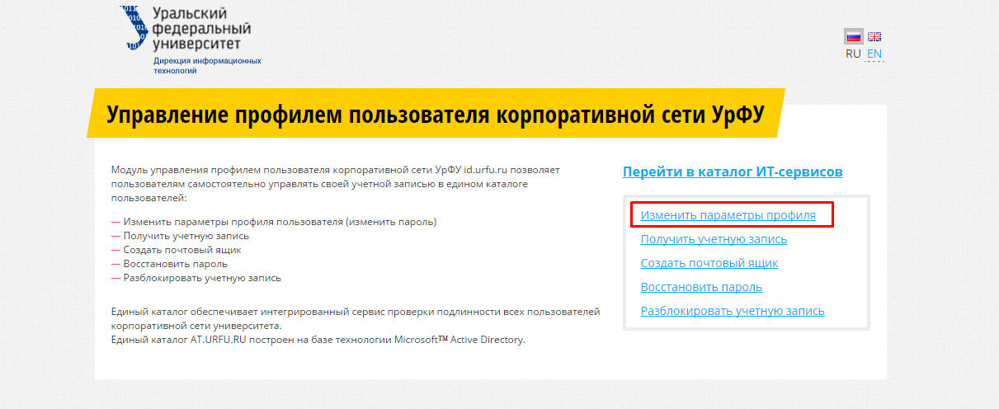 Уральский
федеральный
университет
Дирекция информационных
технологий
RU EN
Управление профилем пользователя корпоративной сети УрФУ
Модуль управления профилем пользователя корпоративной сети УрФУ id.urfu.ru позволяет
пользователям самостоятельно управлять своей учетной записью в едином каталоге
пользователей:
— Изменить параметры профиля пользователя (изменить пароль)
— Получить учетную запись
— Создать почтовый ящик
— Восстановить пароль
— Разблокировать учетную запись
Единый каталог обеспечивает интегрированный сервис проверки подлинности всех пользователей
корпоративной сети университета.
Единый каталог AT.URFU.RU построен на базе технологии Microsoft™ Active Directory.
Перейти в каталог ИТ-сервисов
Изменить параметры профиля
Получить учетную запись
Создать почтовый ящик
Восстановить пароль
Разблокировать учетную запись